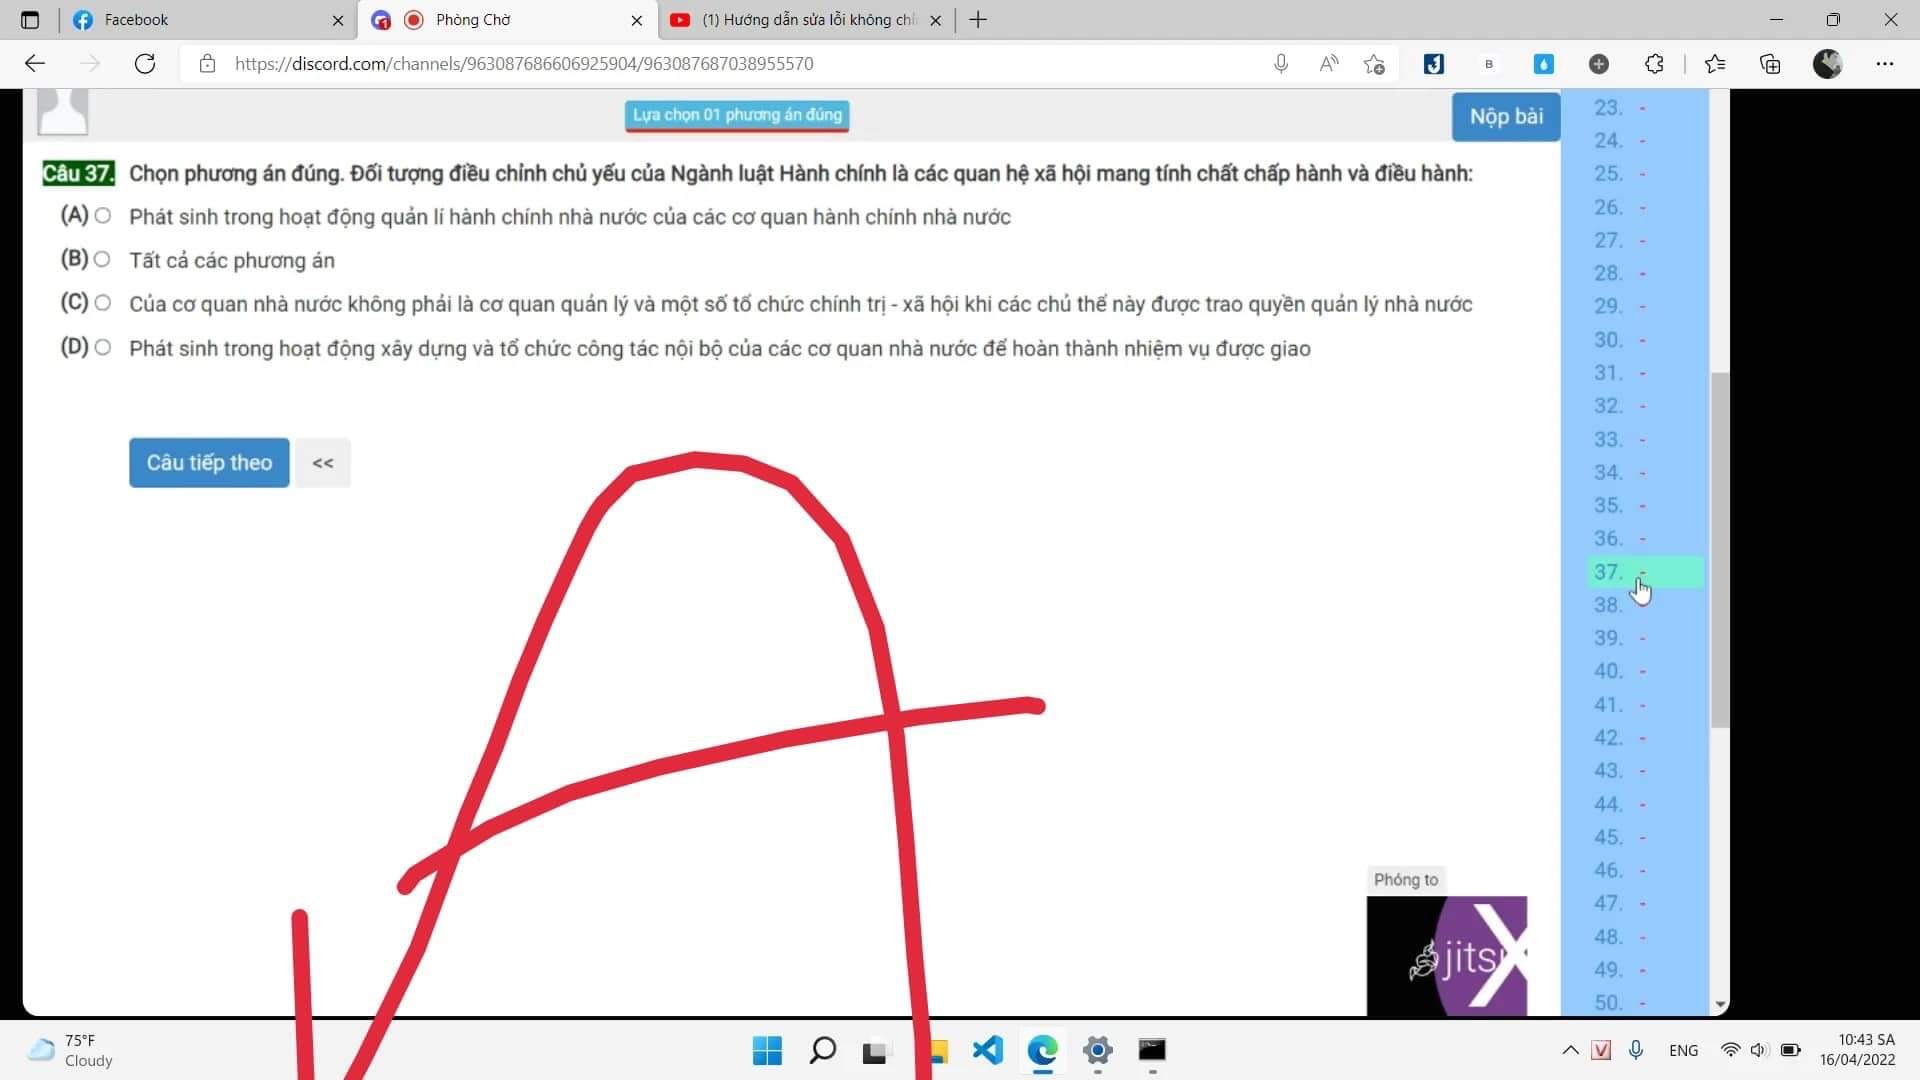 Facebook
1
Phòng Chờ
(1) Hướng dẫn sửa lỗi không chỉ
https://discord.com/channels/963087686606925904/963087687038955570
B
Lựa chọn 01 phương án đúng
Nộp bài
Câu 37. Chọn phương án đúng. Đối tượng điều chỉnh chủ yếu của Ngành luật Hành chính là các quan hệ xã hội mang tính chất chấp hành và điều hành:
(A) Phát sinh trong hoạt động quản lí hành chính nhà nước của các cơ quan hành chính nhà nước
(B) Tất cả các phương án
(C) Của cơ quan nhà nước không phải là cơ quan quản lý và một số tổ chức chính trị - xã hội khi các chủ thể này được trao quyền quản lý nhà nước
(D) Phát sinh trong hoạt động xây dựng và tổ chức công tác nội bộ của các cơ quan nhà nước để hoàn thành nhiệm vụ được giao
Câu tiếp theo <<
23. -
24. -
25. -
26. -
27. -
28. -
29. -
30. -
31. -
32. -
33. -
34. -
35. -
36. -
37. -
38. -
39. -
40. -
41. -
42. -
43. -
44. -
45. -
46. -
47. -
48. -
49. -
50. -
Phóng to
jitsi
75°F
Cloudy
ENG
10:43 SA
16/04/2022